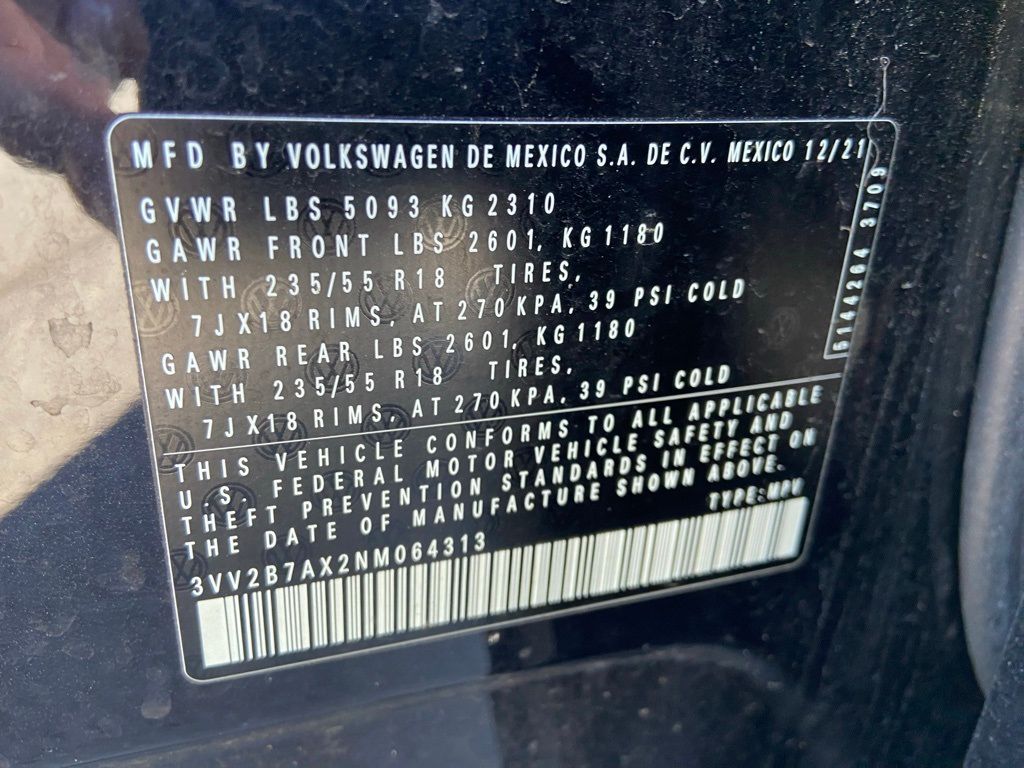 MFD BY VOLKSWAGEN DE MEXICO S.A. DE C.V. MEXICO 12/21
GVWR LBS 5093 KG 2310
GAWR FRONT LBS 2601, KG 1180
WITH 235/55 R18 TIRES,
7JX18 RIMS, AT 270 KPA, 39 PSI COLD
GAWR REAR LBS 2601, KG 1180
WITH 235/55 R18 TIRES,
7JX18 RIMS, AT 270 KPA, 39 PSI COLD
THIS VEHICLE CONFORMS TO ALL APPLICABLE
U.S. FEDERAL MOTOR VEHICLE SAFETY AND
THEFT PREVENTION STANDARDS IN EFFECT ON
THE DATE OF MANUFACTURE SHOWN ABOVE.
TYPE: MPV
3VV2B7AX2NM064313
5144264 3709